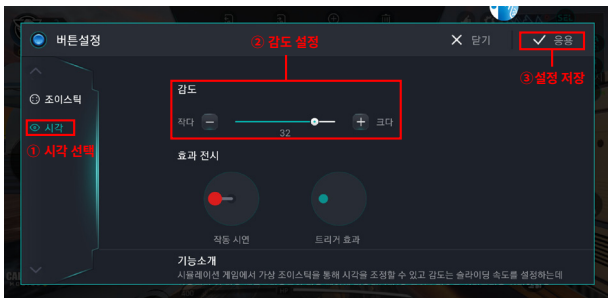 버튼설정
② 감도 설정
닫기
응용
③ 설정 저장
조이스틱
시각
① 시각 선택
감도
작다
크다
32
효과 전시
작동 시연
트리거 효과
기능소개
시뮬레이션 게임에서 가상 조이스틱을 통해 시각을 조정할 수 있고 감도는 슬라이딩 속도를 설정하는데